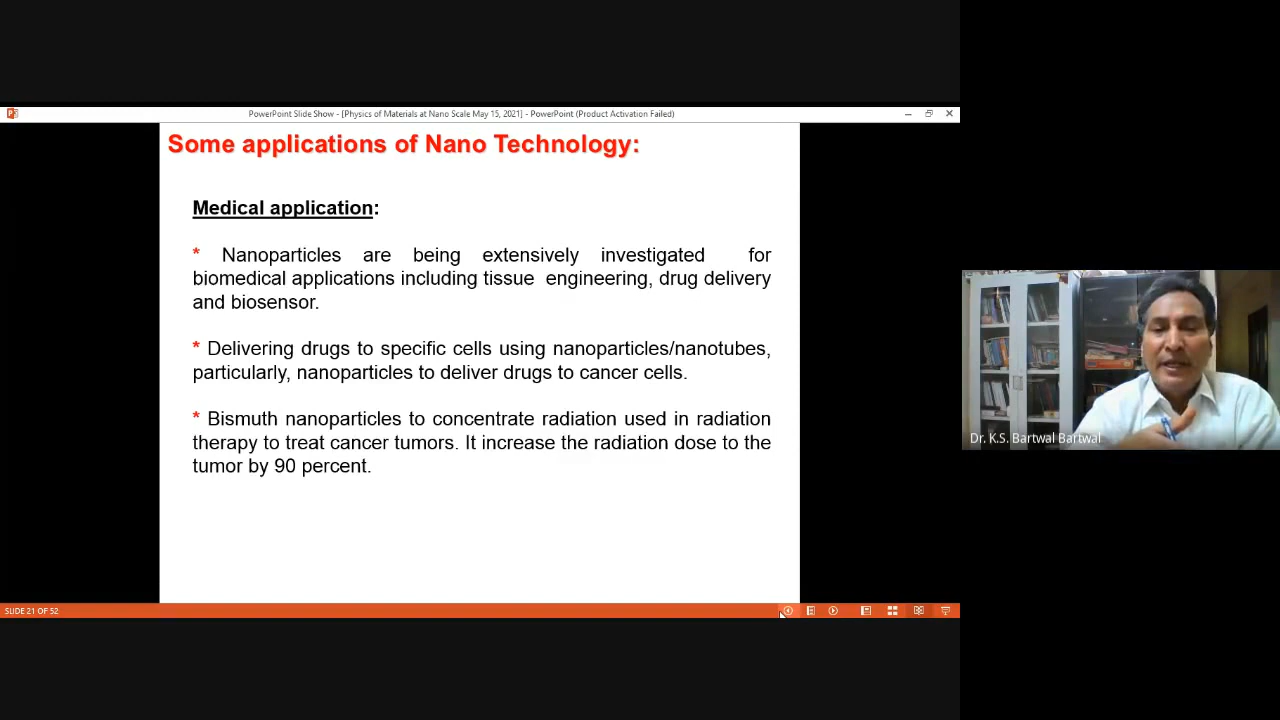 PowerPoint Slide Show - [Physics of Materials at Nano Scale May 15, 2021] - PowerPoint (Product Activation Failed)
Some applications of Nano Technology:
Medical application:
* Nanoparticles are being extensively investigated for
biomedical applications including tissue engineering, drug delivery
and biosensor.
* Delivering drugs to specific cells using nanoparticles/nanotubes,
particularly, nanoparticles to deliver drugs to cancer cells.
* Bismuth nanoparticles to concentrate radiation used in radiation
therapy to treat cancer tumors. It increase the radiation dose to the
tumor by 90 percent.
Dr. K.S. Bartwal Bartwal
SLIDE 21 OF 52